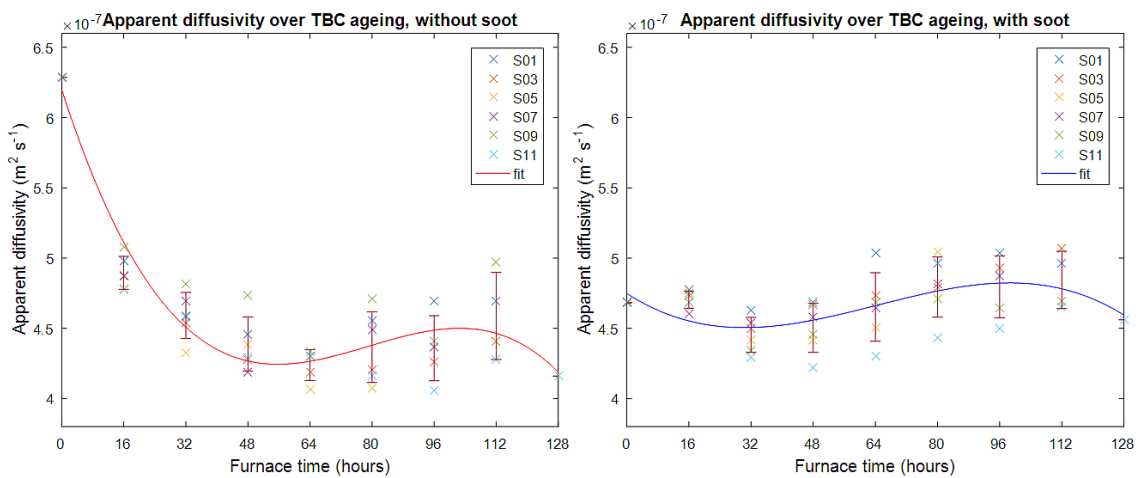 ×10⁻⁷ Apparent diffusivity over TBC ageing, without soot
6.5
6
5.5
5
4.5
4
Apparent diffusivity (m² s⁻¹)
0 16 32 48 64 80 96 112 128
Furnace time (hours)
S01
S03
S05
S07
S09
S11
fit
×10⁻⁷ Apparent diffusivity over TBC ageing, with soot
6.5
6
5.5
5
4.5
4
Apparent diffusivity (m² s⁻¹)
0 16 32 48 64 80 96 112 128
Furnace time (hours)
S01
S03
S05
S07
S09
S11
fit